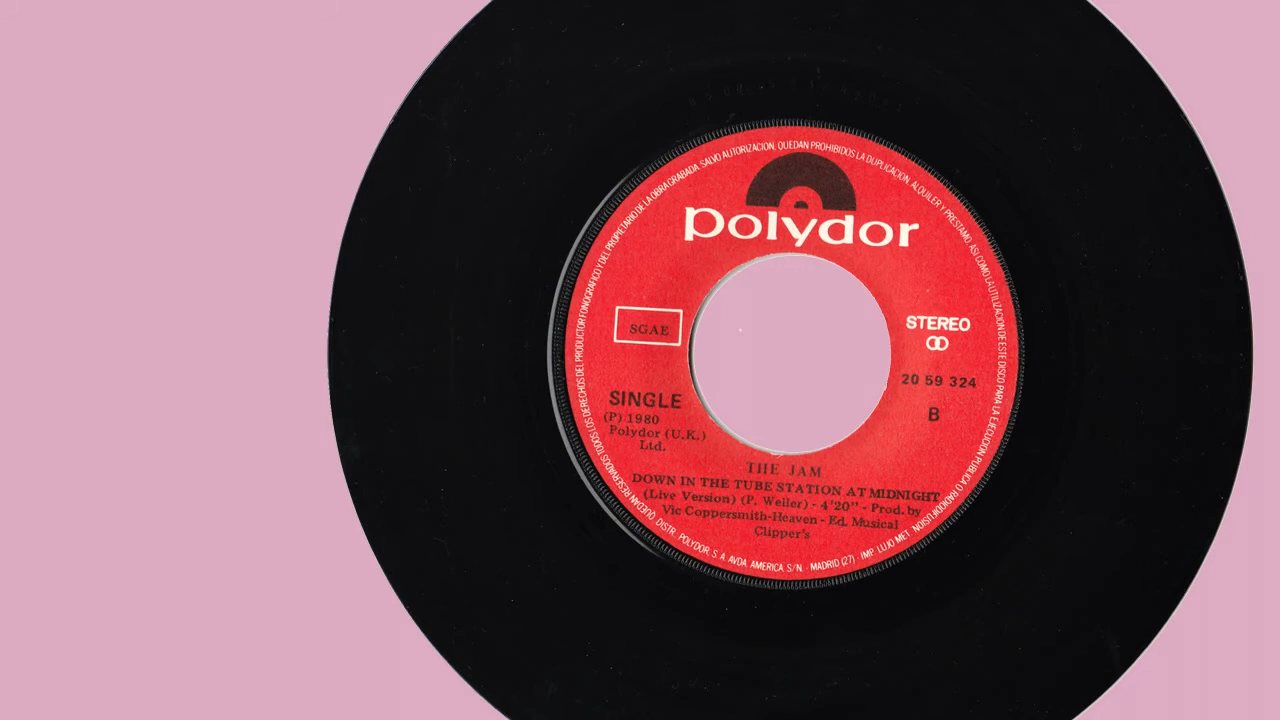 QUEDAN RESERVADOS TODOS LOS DERECHOS DEL PRODUCTOR FONOGRAFICO Y DEL PROPIETARIO DE LA OBRA GRABADA. SALVO AUTORIZACION, QUEDAN PROHIBIDOS LA DUPLICACION, ALQUILER Y PRESTAMO, ASI COMO LA UTILIZACION DE ESTE DISCO PARA LA EJECUCION PUBLICA O RADIODIFUSION
polydor
SGAE
STEREO
20 59 324
B
SINGLE
(P) 1980
Polydor (U.K.)
Ltd.
THE JAM
DOWN IN THE TUBE STATION AT MIDNIGHT
(Live Version) (P. Weller) - 4'20" - Prod. by
Vic Coppersmith-Heaven - Ed. Musical
Clipper's
DISTR. POLYDOR, S. A. AVDA. AMERICA, S/N. - MADRID (27) - IMP. LUJO MET.